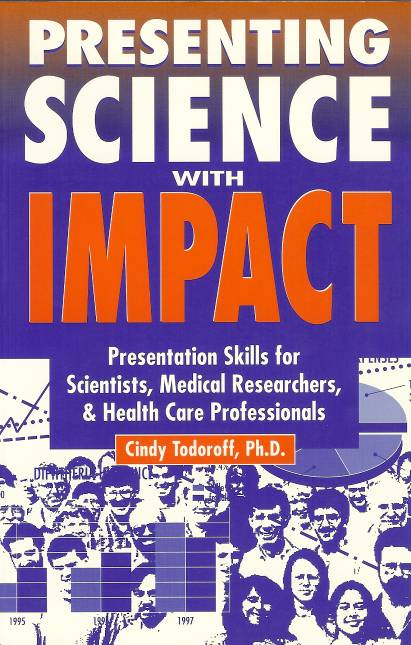 PRESENTING
SCIENCE
WITH
IMPACT
Presentation Skills for
Scientists, Medical Researchers,
& Health Care Professionals
Cindy Todoroff, Ph.D.
1995
1997